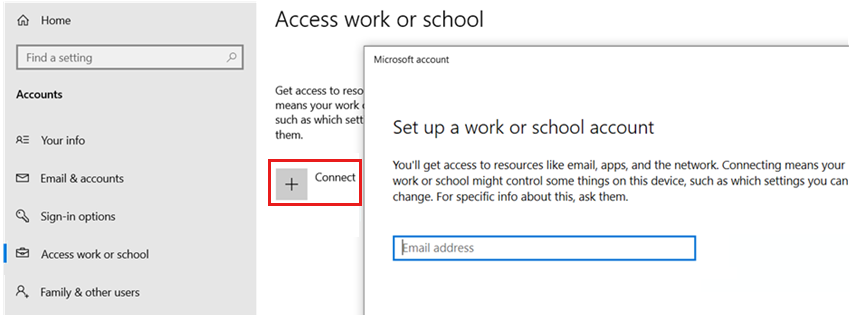 Home
Find a setting
Accounts
Your info
Email & accounts
Sign-in options
Access work or school
Family & other users
Access work or school
Get access to reso
means your work
such as which sett
them.
Connect
Microsoft account
Set up a work or school account
You'll get access to resources like email, apps, and the network. Connecting means your
work or school might control some things on this device, such as which settings you can
change. For specific info about this, ask them.
Email address